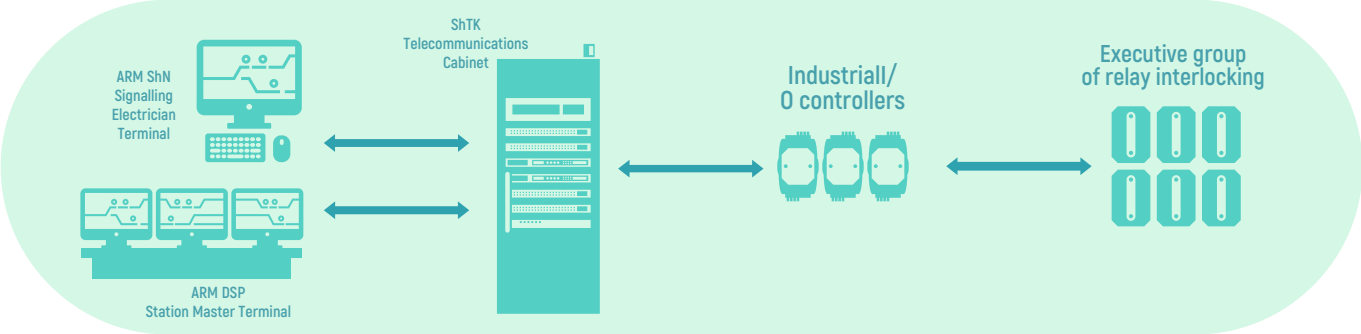 ARM ShN
Signalling
Electrician
Terminal
ARM DSP
Station Master Terminal
ShTK
Telecommunications
Cabinet
Industriall/
O controllers
Executive group
of relay interlocking